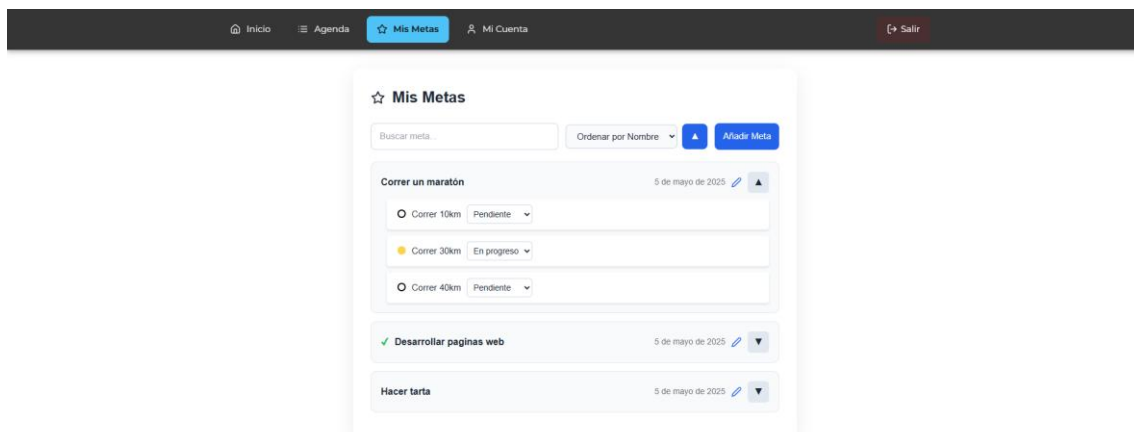 Inicio Agenda Mis Metas Mi Cuenta Salir
Mis Metas
Buscar meta... Ordenar por Nombre Añadir Meta
Correr un maratón 5 de mayo de 2025
Correr 10km Pendiente
Correr 30km En progreso
Correr 40km Pendiente
Desarrollar paginas web 5 de mayo de 2025
Hacer tarta 5 de mayo de 2025